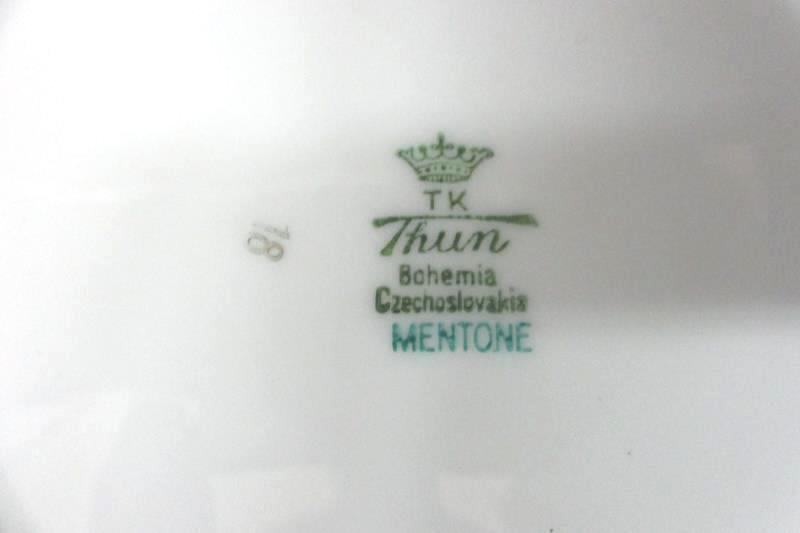 TK
Thun
Bohemia
Czechoslovakia
MENTONE